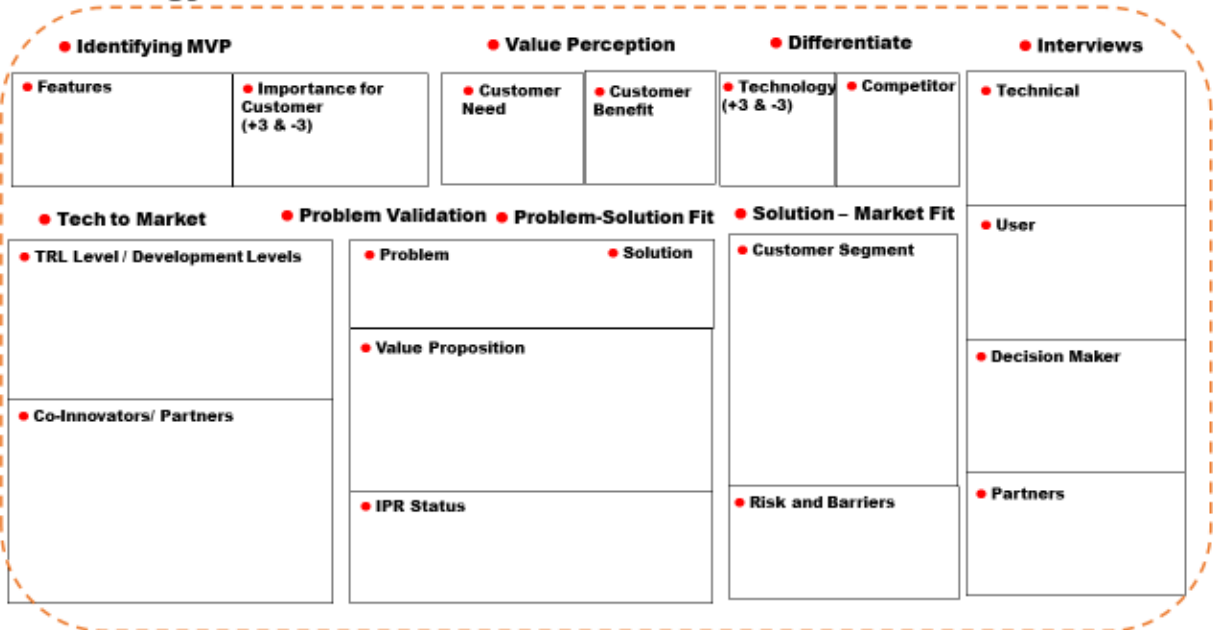 Identifying MVP
Value Perception
Differentiate
Interviews
Features
Importance for
Customer
(+3 & -3)
Customer
Need
Customer
Benefit
Technology
(+3 & -3)
Competitor
Technical
Tech to Market
Problem Validation
Problem-Solution Fit
Solution – Market Fit
User
TRL Level / Development Levels
Problem
Solution
Customer Segment
Value Proposition
Decision Maker
Co-Innovators/ Partners
IPR Status
Risk and Barriers
Partners